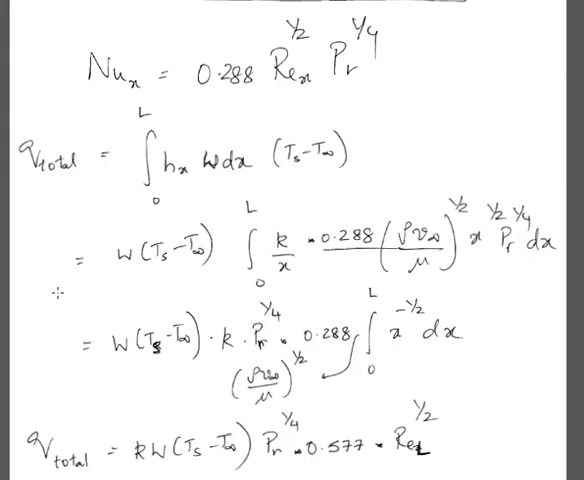 Nu_x = 0.288 Re_x^{1/2} Pr^{1/4}
q_total = ∫_0^L h_x W dx (T_s - T_∞)
= W (T_s - T_∞) ∫_0^L k/x * 0.288 (ρv_∞/μ)^{1/2} x^{1/2} Pr^{1/4} dx
= W (T_s - T_∞) · k · Pr^{1/4} * 0.288 ∫_0^L x^{-1/2} dx
(ρv_∞/μ)^{1/2}
q_total = kW (T_s - T_∞) Pr^{1/4} * 0.577 * Re_L^{1/2}